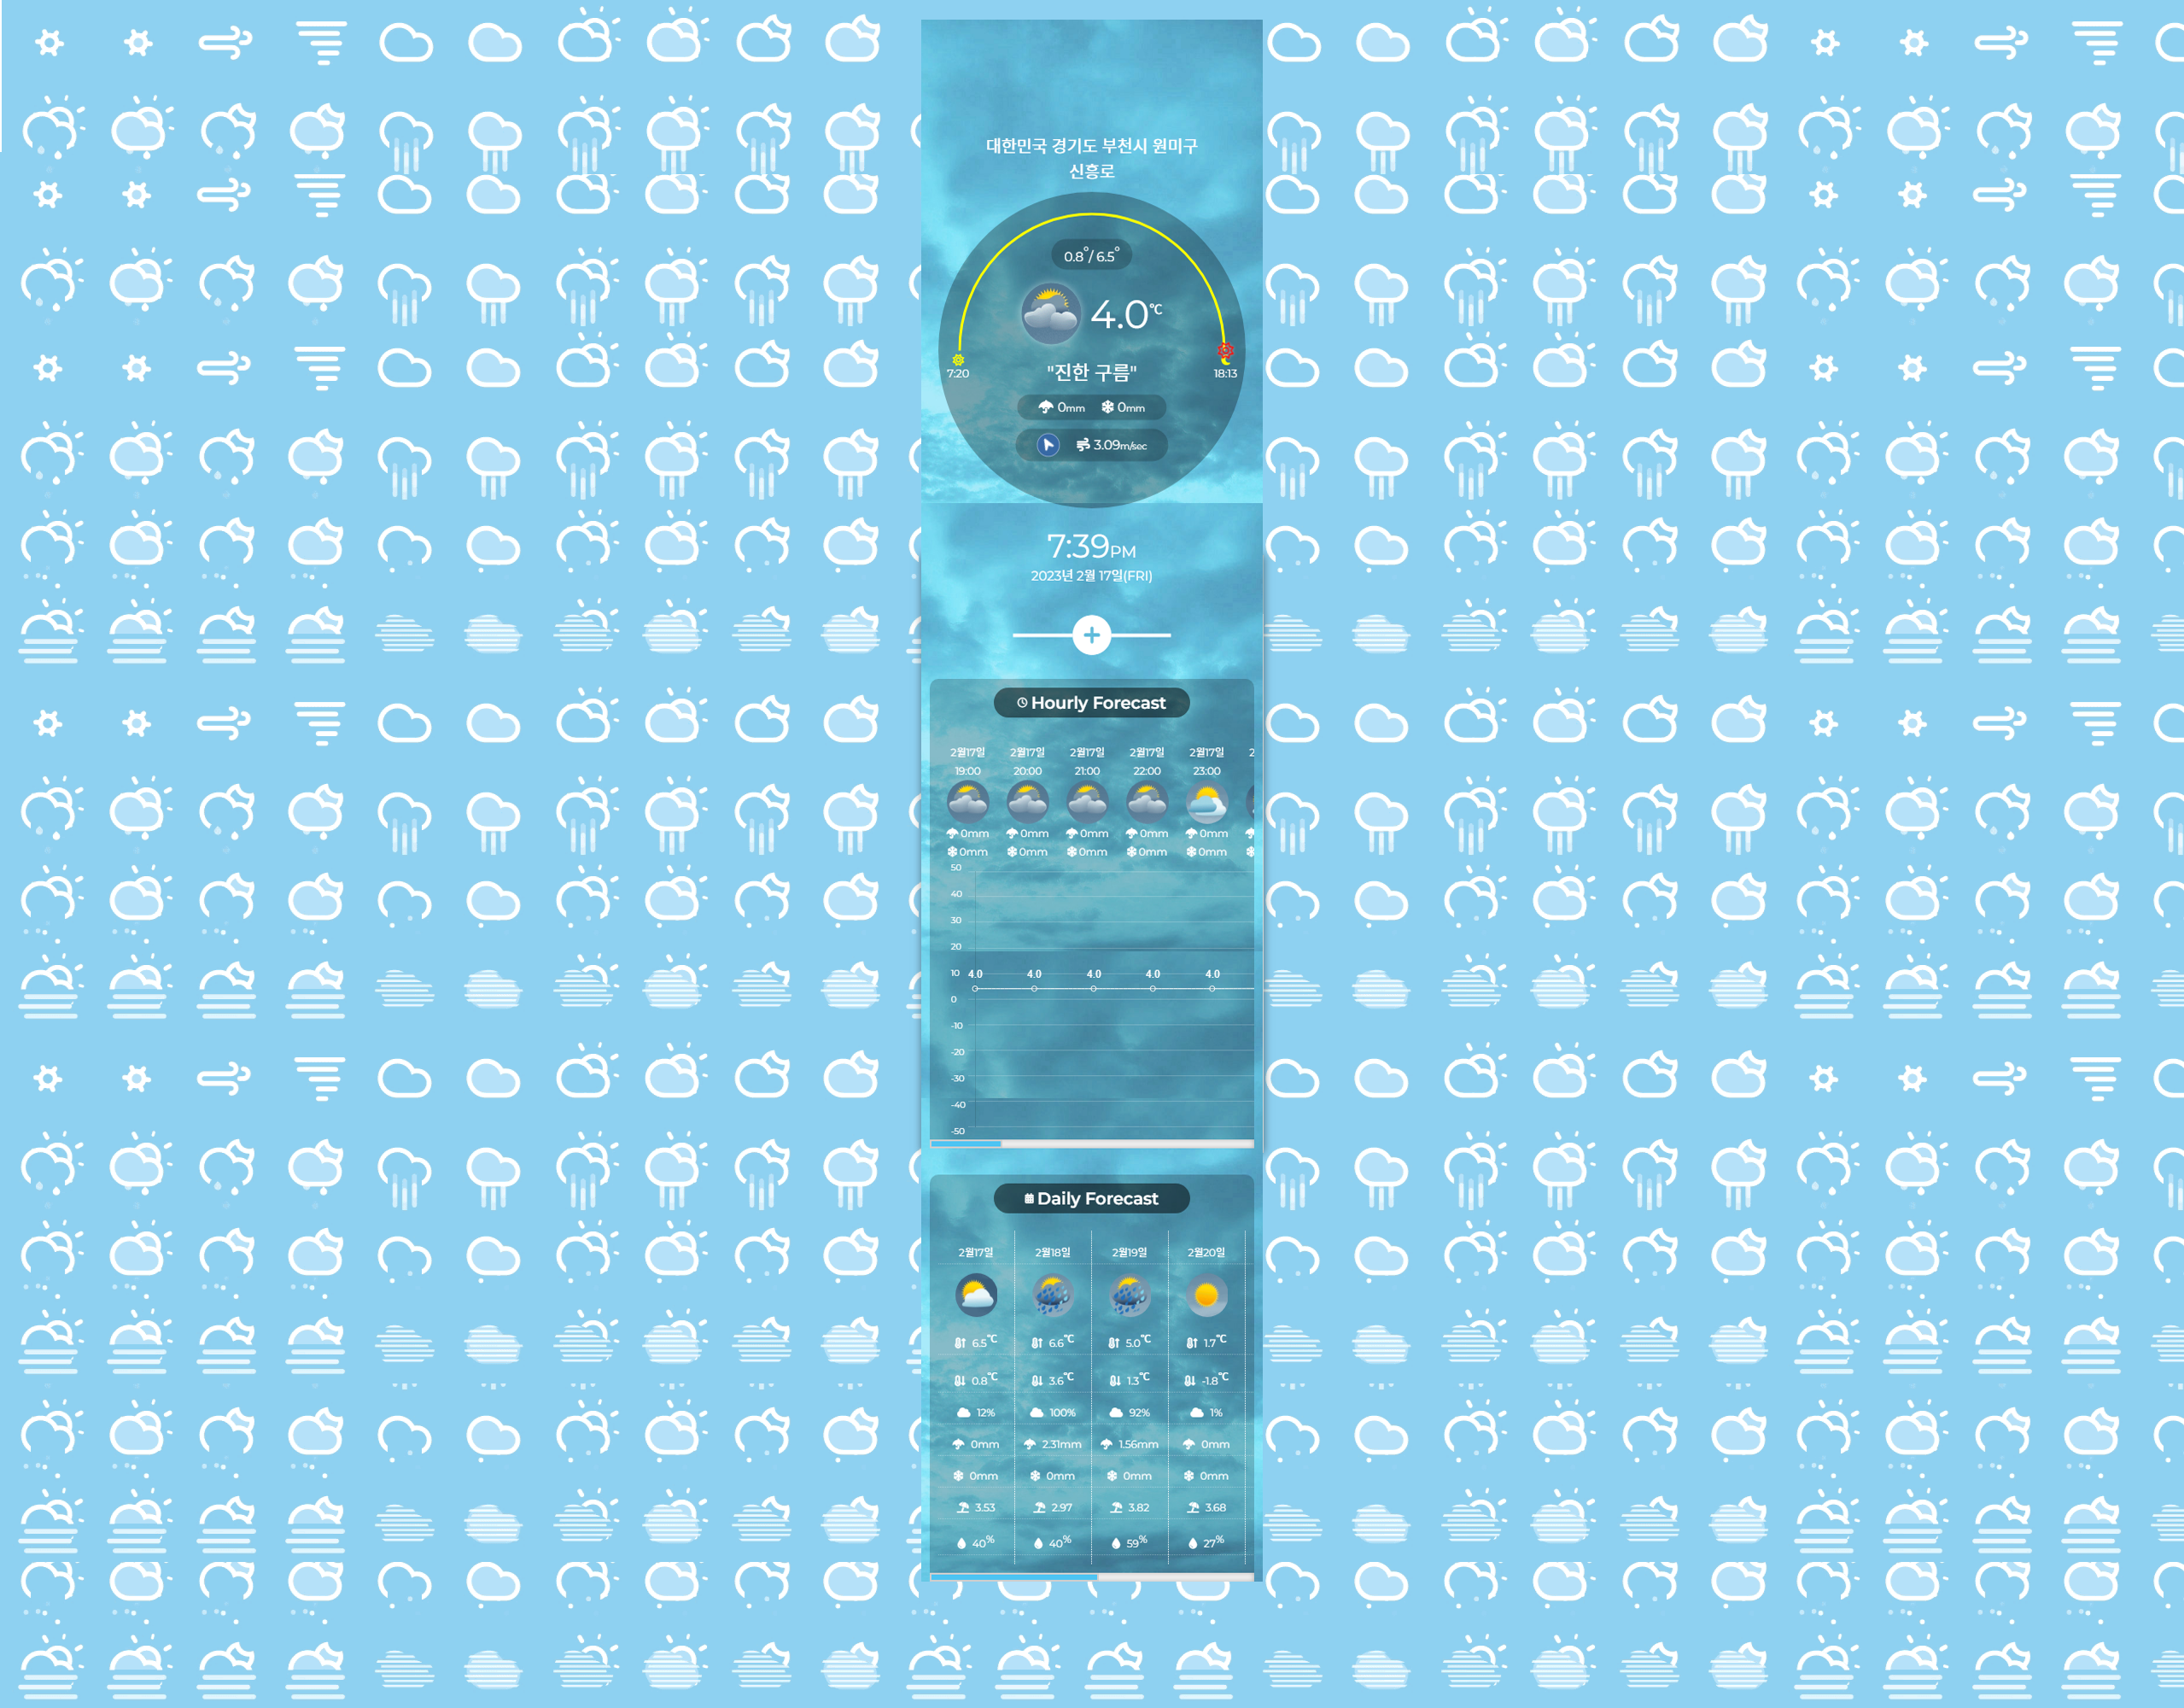 대한민국 경기도 부천시 원미구
신흥로
0.8°/ 6.5°
4.0℃
7:20
18:13
"진한 구름"
0mm 0mm
3.09m/sec
7:39PM
2023년 2월 17일(FRI)
Hourly Forecast
2월17일 2월17일 2월17일 2월17일 2월17일 2
19:00 20:00 21:00 22:00 23:00
0mm 0mm 0mm 0mm 0mm
0mm 0mm 0mm 0mm 0mm
50
40
30
20
10 4.0 4.0 4.0 4.0 4.0
0
-10
-20
-30
-40
-50
Daily Forecast
2월17일 2월18일 2월19일 2월20일
6.5℃ 6.6℃ 5.0℃ 1.7℃
0.8℃ 3.6℃ 1.3℃ -1.8℃
12% 100% 92% 1%
0mm 2.31mm 1.56mm 0mm
0mm 0mm 0mm 0mm
3.53 2.97 3.82 3.68
40% 40% 59% 27%